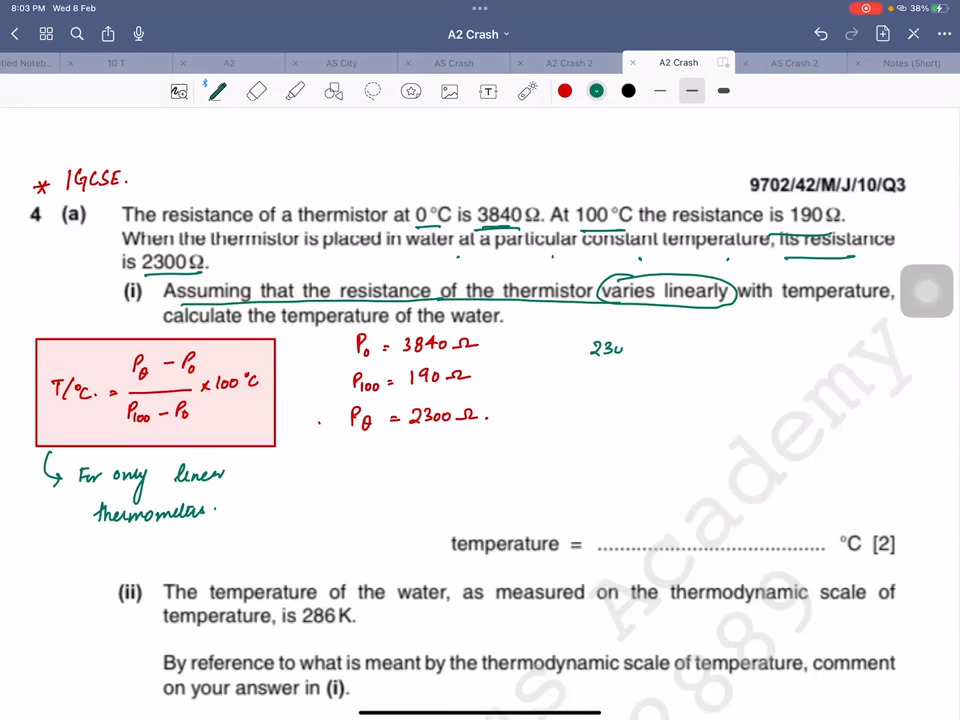 8:03 PM Wed 8 Feb
38%
A2 Crash
tled Noteb...
10 T
A2
AS City
AS Crash
A2 Crash 2
A2 Crash
AS Crash 2
Notes (Short)
* IGCSE.
9702/42/M/J/10/Q3
4 (a) The resistance of a thermistor at 0 °C is 3840 Ω. At 100 °C the resistance is 190 Ω.
When the thermistor is placed in water at a particular constant temperature, its resistance
is 2300 Ω.
(i) Assuming that the resistance of the thermistor varies linearly with temperature,
calculate the temperature of the water.
T/°C. = (Pθ – P0) / (P100 – P0) × 100 °C
P0 = 3840 Ω
P100 = 190 Ω
Pθ = 2300 Ω.
230
↳ For only linear
thermometers.
temperature = .......................................... °C [2]
(ii) The temperature of the water, as measured on the thermodynamic scale of
temperature, is 286 K.
By reference to what is meant by the thermodynamic scale of temperature, comment
on your answer in (i).
s Academy
8889